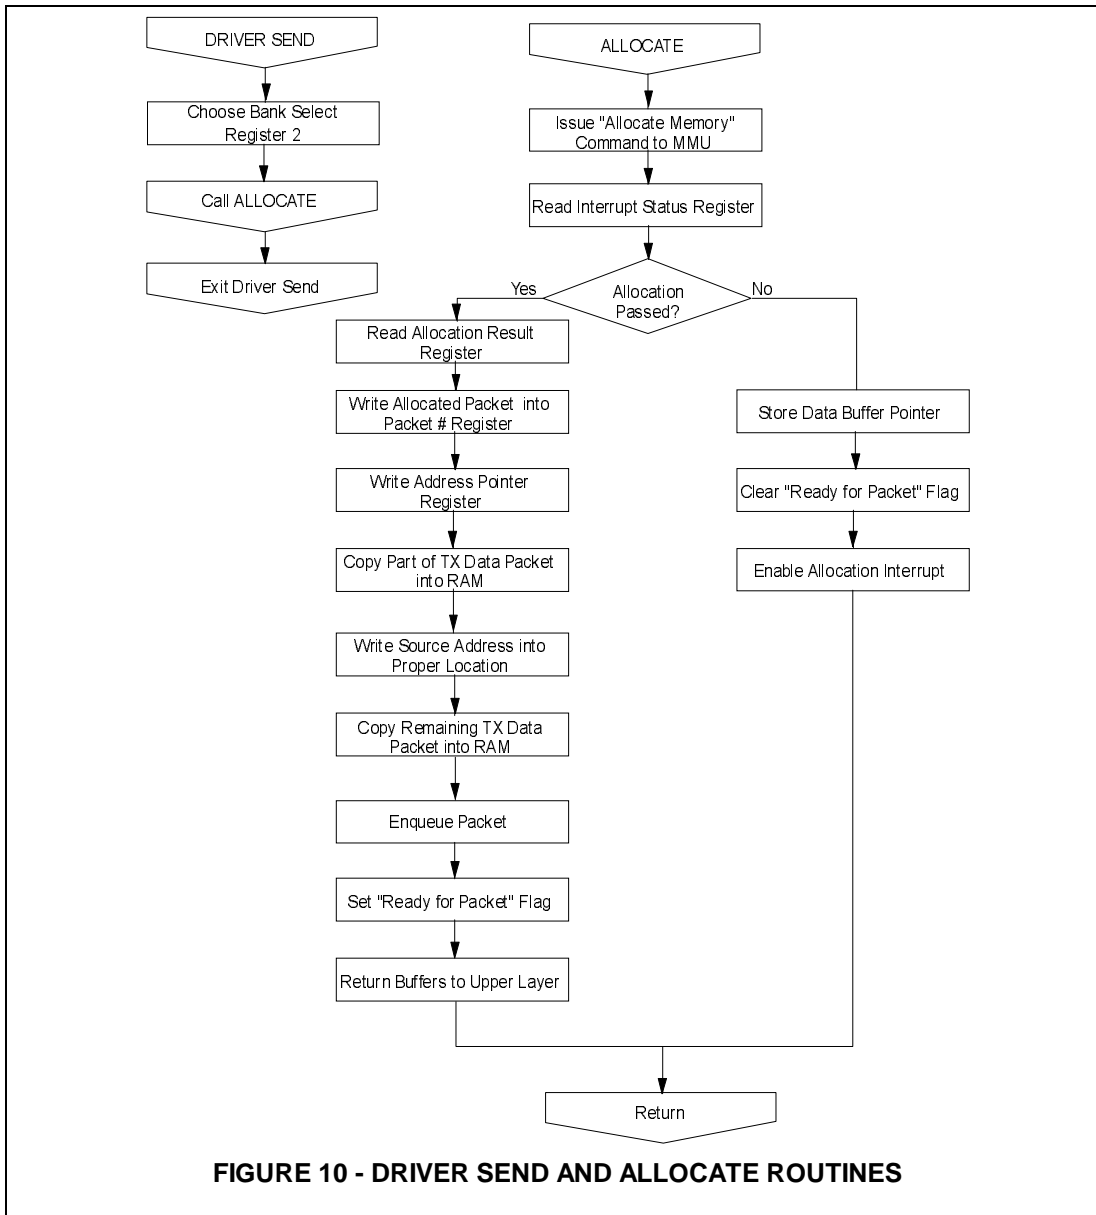 DRIVER SEND
Choose Bank Select
Register 2
Call ALLOCATE
Exit Driver Send
ALLOCATE
Issue "Allocate Memory"
Command to MMU
Read Interrupt Status Register
Allocation
Passed?
Yes
No
Read Allocation Result
Register
Write Allocated Packet into
Packet # Register
Write Address Pointer
Register
Copy Part of TX Data Packet
into RAM
Write Source Address into
Proper Location
Copy Remaining TX Data
Packet into RAM
Enqueue Packet
Set "Ready for Packet" Flag
Return Buffers to Upper Layer
Store Data Buffer Pointer
Clear "Ready for Packet" Flag
Enable Allocation Interrupt
Return
FIGURE 10 - DRIVER SEND AND ALLOCATE ROUTINES